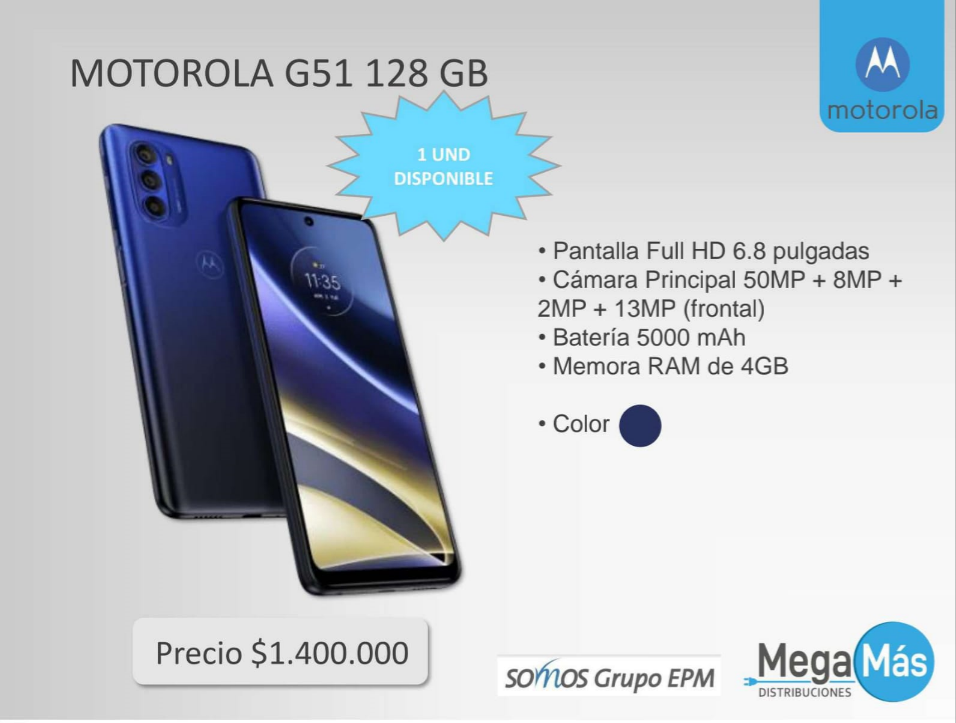 MOTOROLA G51 128 GB
motorola
1 UND
DISPONIBLE
11:35
• Pantalla Full HD 6.8 pulgadas
• Cámara Principal 50MP + 8MP +
2MP + 13MP (frontal)
• Batería 5000 mAh
• Memora RAM de 4GB
• Color
Precio $1.400.000
somos Grupo EPM
Mega Más
DISTRIBUCIONES